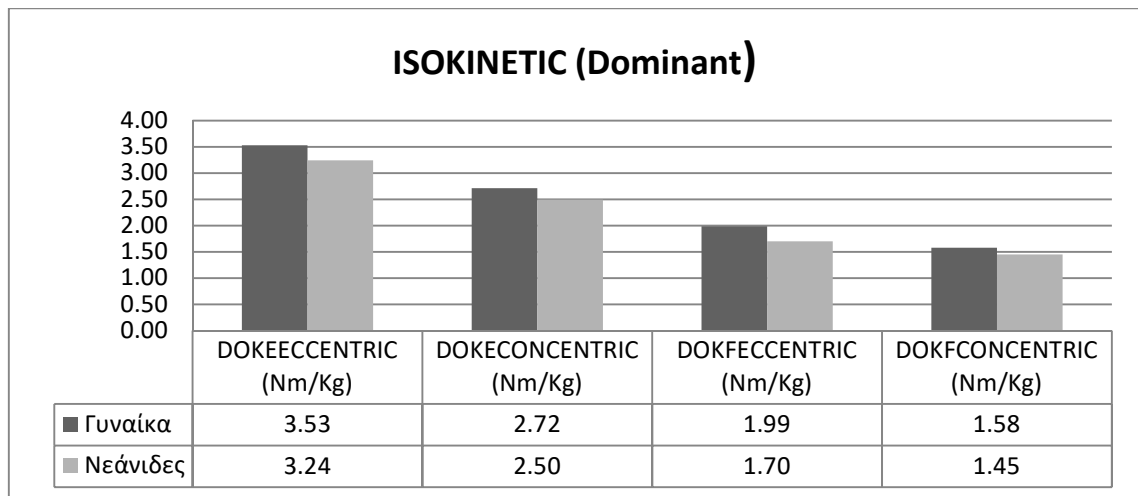 ISOKINETIC (Dominant)
4.00
3.50
3.00
2.50
2.00
1.50
1.00
0.50
0.00
DOKEECCENTRIC DOKECONCENTRIC DOKFECCENTRIC DOKFCONCENTRIC
(Nm/Kg) (Nm/Kg) (Nm/Kg) (Nm/Kg)
Γυναίκα 3.53 2.72 1.99 1.58
Νεάνιδες 3.24 2.50 1.70 1.45